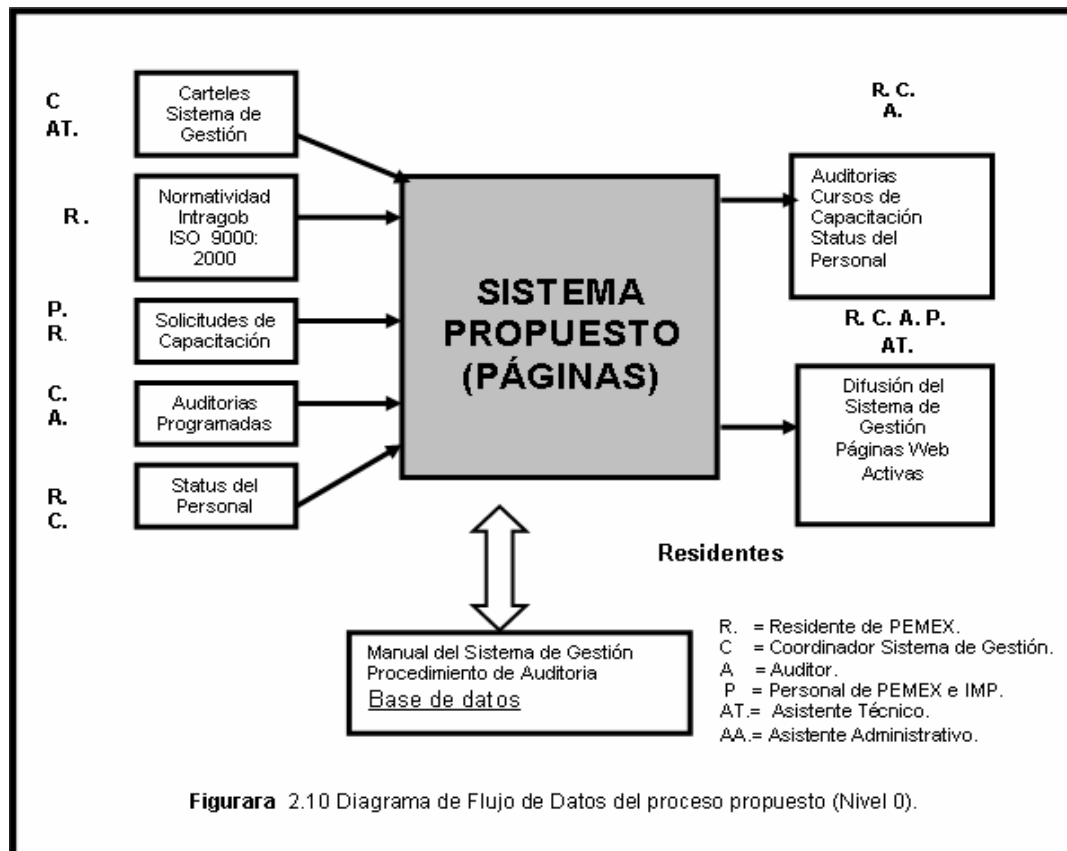 C
AT.
Carteles
Sistema de
Gestión
R.
Normatividad
Intragob
ISO 9000:
2000
P.
R.
Solicitudes de
Capacitación
C.
A.
Auditorias
Programadas
R.
C.
Status del
Personal
SISTEMA
PROPUESTO
(PÁGINAS)
R. C.
A.
Auditorias
Cursos de
Capacitación
Status del
Personal
R. C. A. P.
AT.
Difusión del
Sistema de
Gestión
Páginas Web
Activas
Residentes
Manual del Sistema de Gestión
Procedimiento de Auditoria
Base de datos
R. = Residente de PEMEX.
C = Coordinador Sistema de Gestión.
A = Auditor.
P = Personal de PEMEX e IMP.
AT.= Asistente Técnico.
AA.= Asistente Administrativo.
Figurara 2.10 Diagrama de Flujo de Datos del proceso propuesto (Nivel 0).